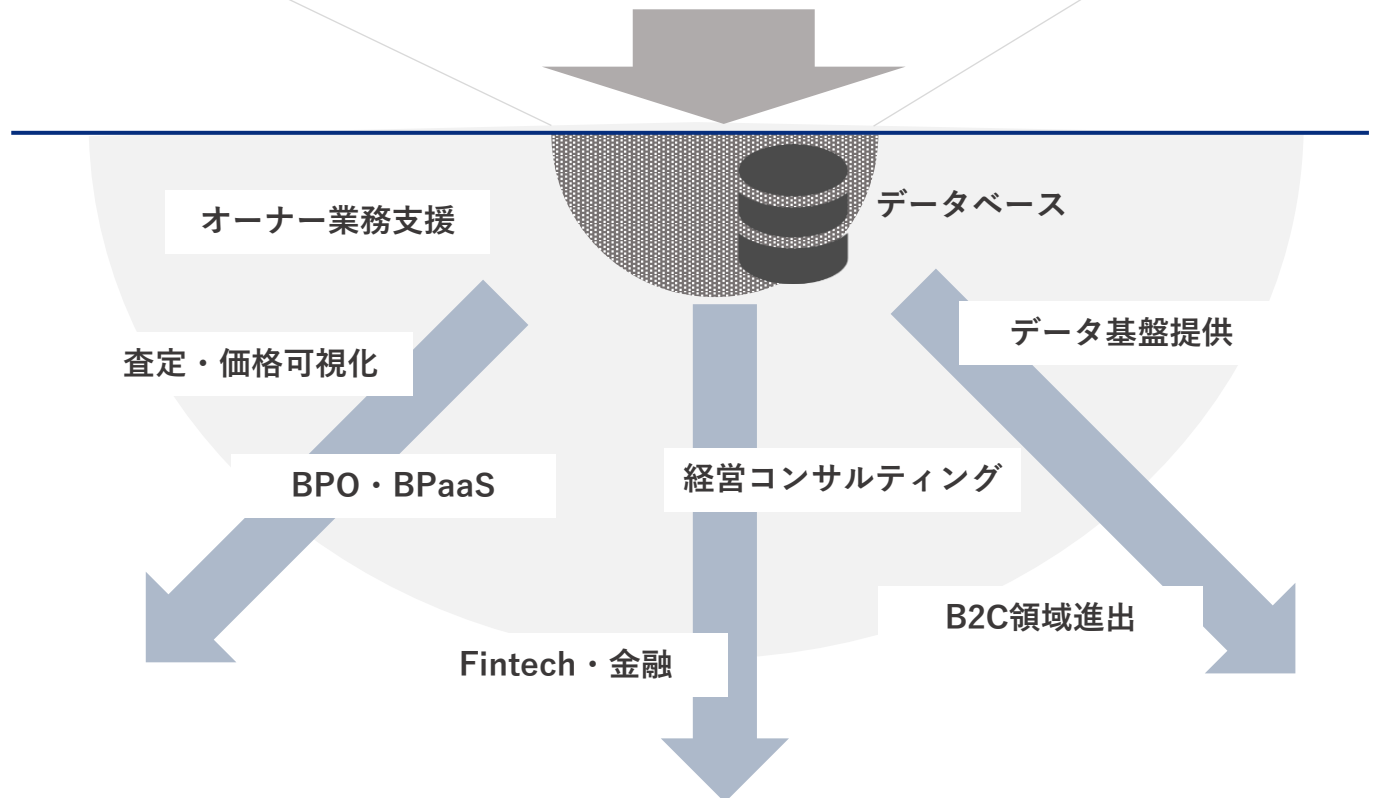 データベース
オーナー業務支援
データ基盤提供
査定・価格可視化
BPO・BPaaS
経営コンサルティング
B2C領域進出
Fintech・金融